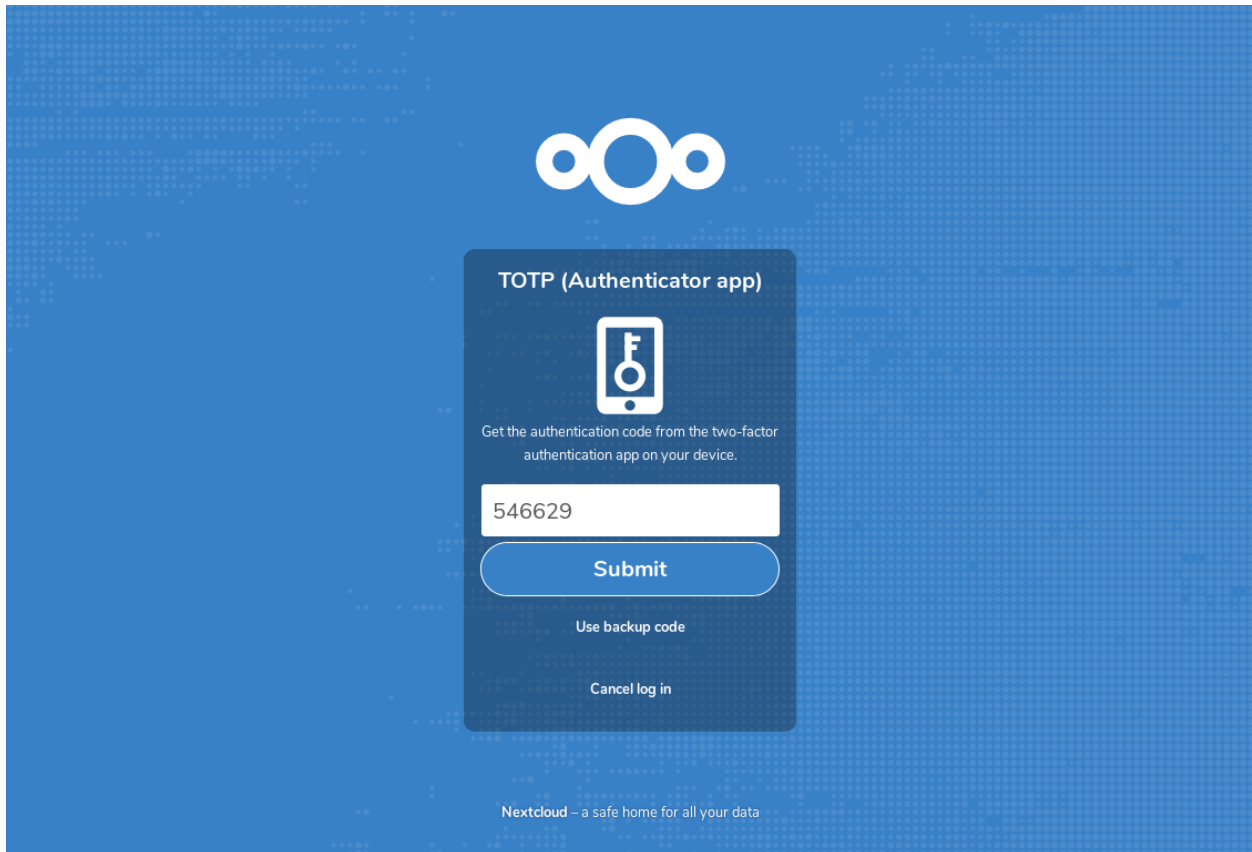 TOTP (Authenticator app)
Get the authentication code from the two-factor
authentication app on your device.
546629
Submit
Use backup code
Cancel log in
Nextcloud – a safe home for all your data